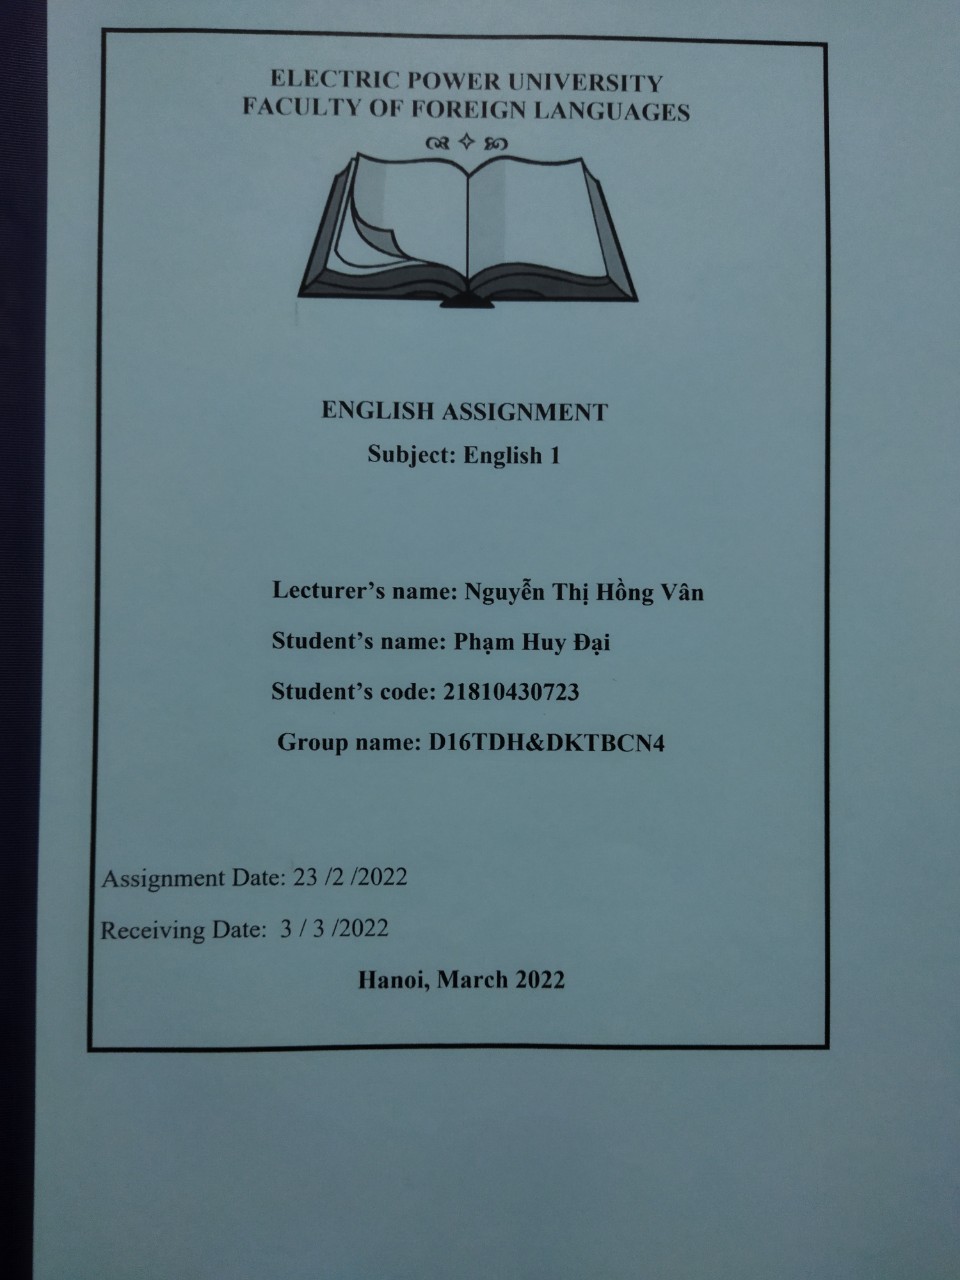 ELECTRIC POWER UNIVERSITY
FACULTY OF FOREIGN LANGUAGES
ENGLISH ASSIGNMENT
Subject: English 1
Lecturer’s name: Nguyễn Thị Hồng Vân
Student’s name: Phạm Huy Đại
Student’s code: 21810430723
Group name: D16TDH&DKTBCN4
Assignment Date: 23 /2 /2022
Receiving Date:  3 / 3 /2022
Hanoi, March 2022